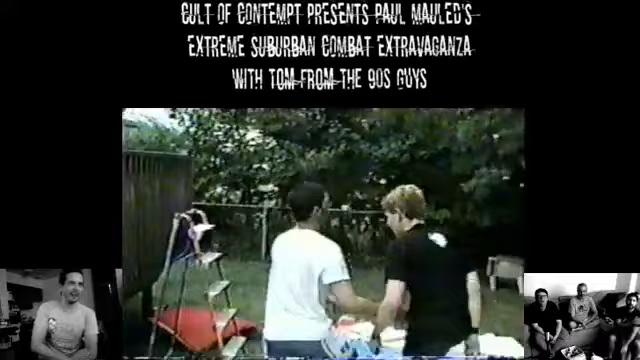 CULT OF CONTEMPT PRESENTS PAUL MAULED'S
EXTREME SUBURBAN COMBAT EXTRAVAGANZA
WITH TOM FROM THE 90S GUYS